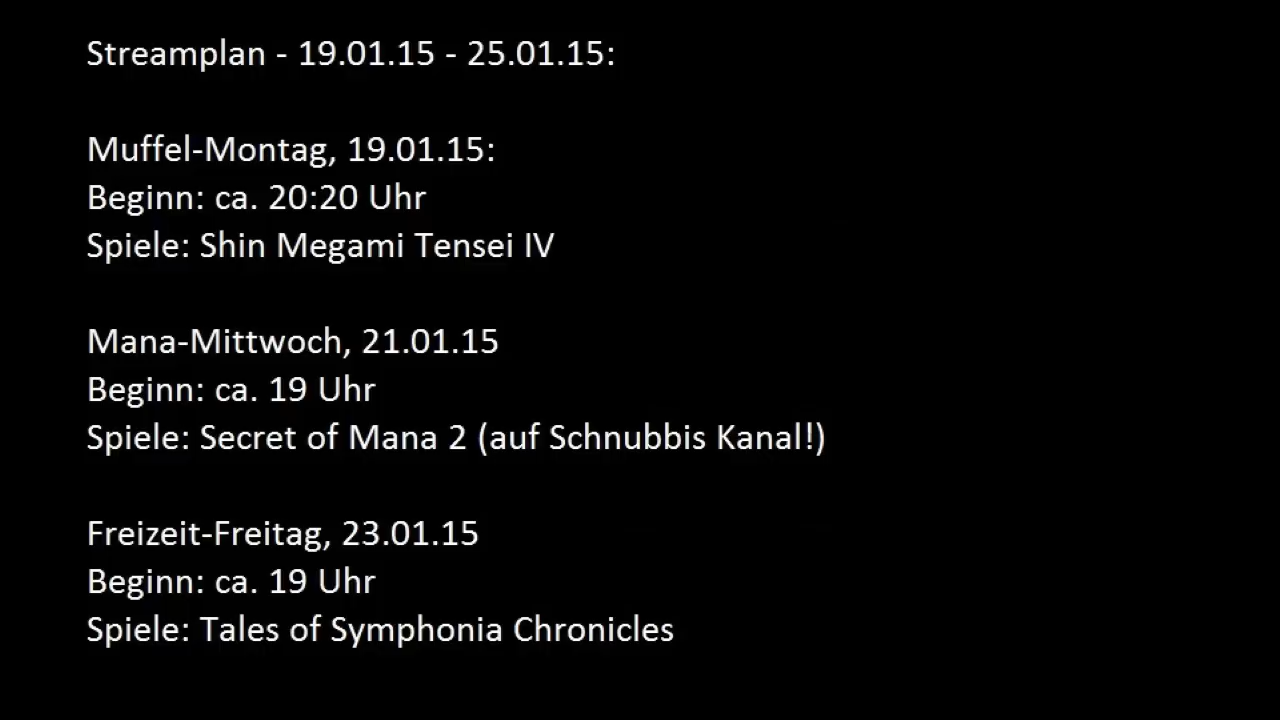 Streamplan - 19.01.15 - 25.01.15:
Muffel-Montag, 19.01.15:
Beginn: ca. 20:20 Uhr
Spiele: Shin Megami Tensei IV
Mana-Mittwoch, 21.01.15
Beginn: ca. 19 Uhr
Spiele: Secret of Mana 2 (auf Schnubbis Kanal!)
Freizeit-Freitag, 23.01.15
Beginn: ca. 19 Uhr
Spiele: Tales of Symphonia Chronicles